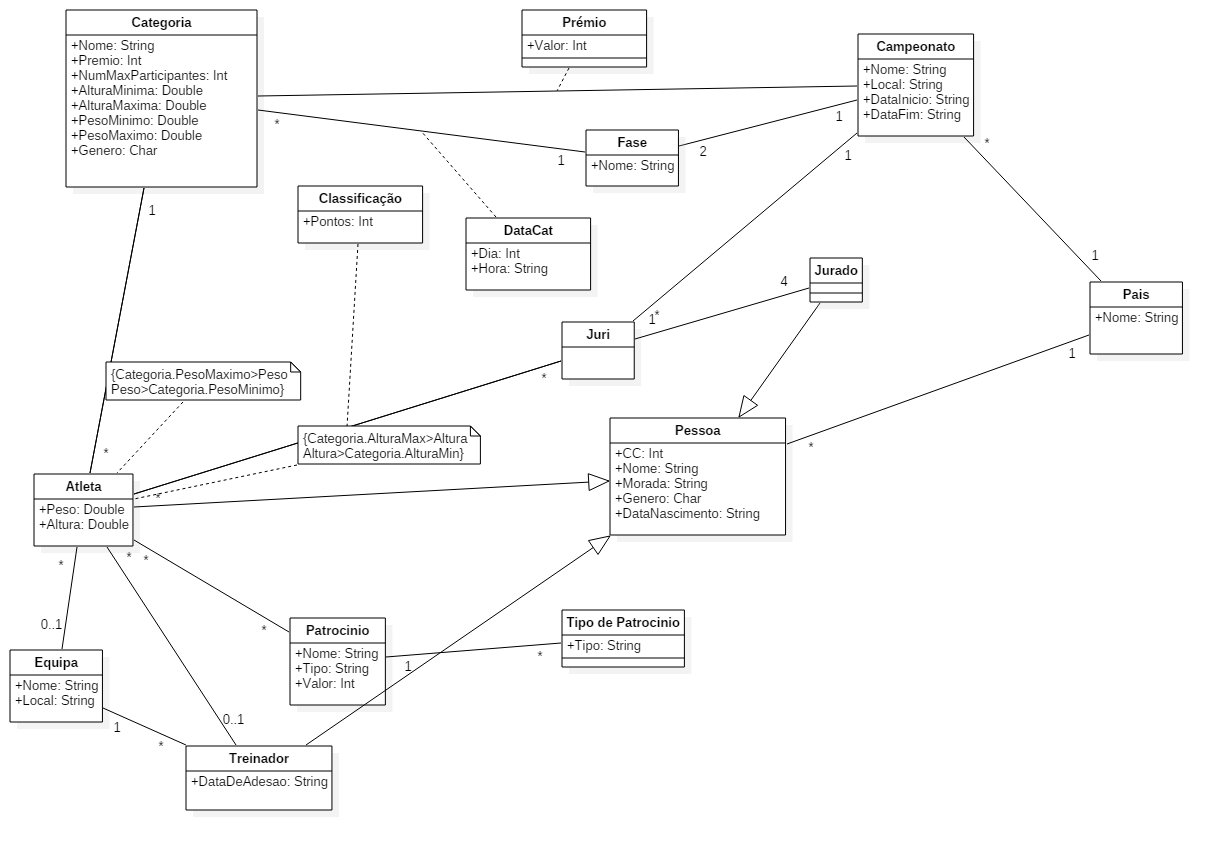 Categoria
+Nome: String
+Premio: Int
+NumMaxParticipantes: Int
+AlturaMinima: Double
+AlturaMaxima: Double
+PesoMinimo: Double
+PesoMaximo: Double
+Genero: Char
Prémio
+Valor: Int
Campeonato
+Nome: String
+Local: String
+DataInicio: String
+DataFim: String
*
1
Fase
+Nome: String
2
1
1
*
1
Classificação
+Pontos: Int
DataCat
+Dia: Int
+Hora: String
Jurado
4
1
Pais
+Nome: String
1
Juri
1
*
*
{Categoria.PesoMaximo>Peso
Peso>Categoria.PesoMinimo}
{Categoria.AlturaMax>Altura
Altura>Categoria.AlturaMin}
Pessoa
+CC: Int
+Nome: String
+Morada: String
+Genero: Char
+DataNascimento: String
*
*
Atleta
+Peso: Double
+Altura: Double
*
*
*
*
0..1
*
Patrocinio
+Nome: String
+Tipo: String
+Valor: Int
1
*
Tipo de Patrocinio
+Tipo: String
Equipa
+Nome: String
+Local: String
1
*
0..1
Treinador
+DataDeAdesao: String